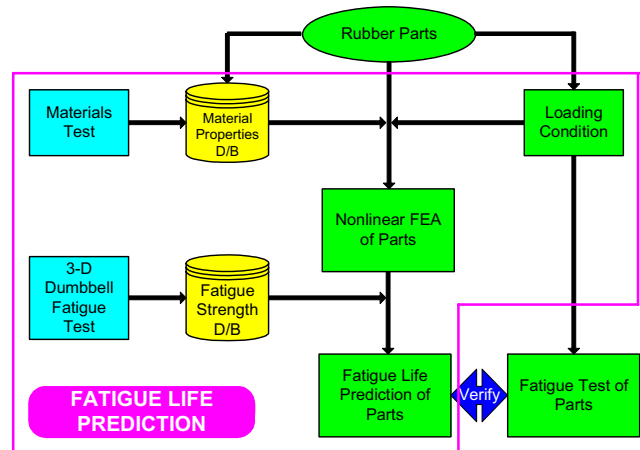 Rubber Parts
Materials
Test
Material
Properties
D/B
Loading
Condition
Nonlinear FEA
of Parts
3-D
Dumbbell
Fatigue
Test
Fatigue
Strength
D/B
FATIGUE LIFE
PREDICTION
Fatigue Life
Prediction of
Parts
Verify
Fatigue Test of
Parts